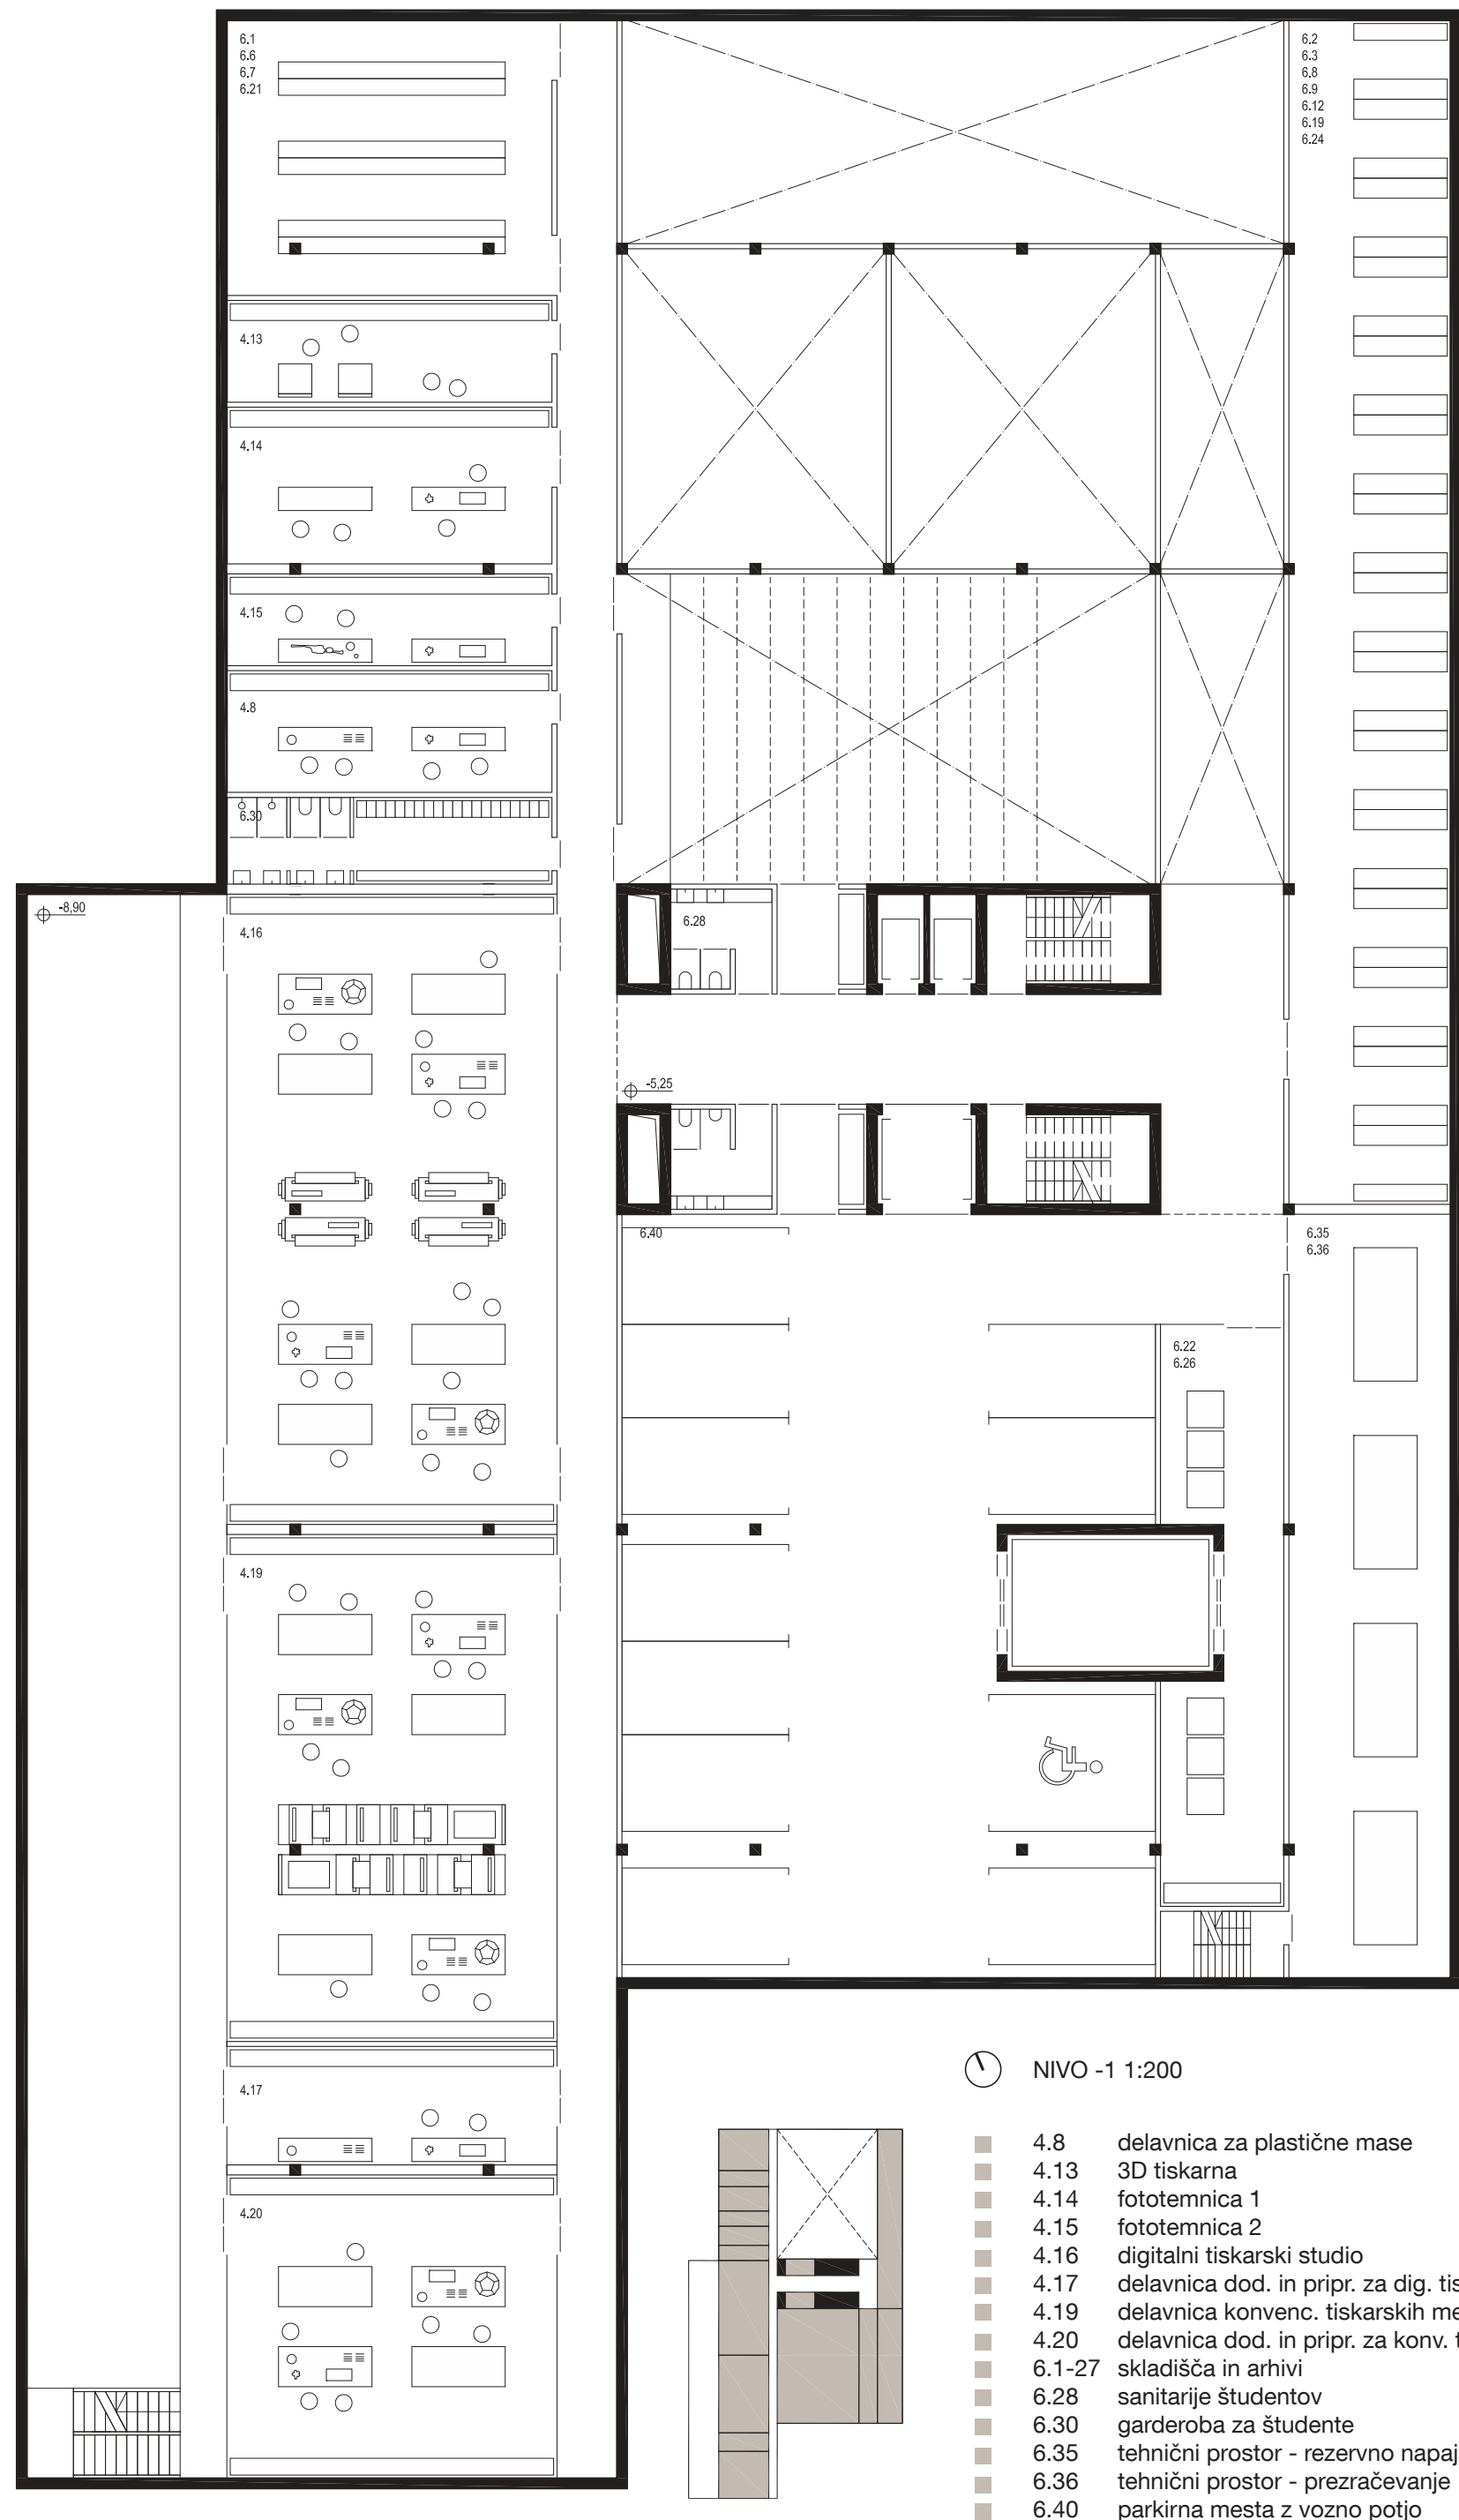 6.1
6.6
6.7
6.21
6.2
6.3
6.8
6.9
6.12
6.19
6.24
4.13
4.14
4.15
4.8
6.30
-8,90
4.16
6.28
-5,25
6.40
6.35
6.36
6.22
6.26
4.19
4.17
4.20
NIVO -1 1:200
4.8 delavnica za plastične mase
4.13 3D tiskarna
4.14 fototemnica 1
4.15 fototemnica 2
4.16 digitalni tiskarski studio
4.17 delavnica dod. in pripr. za dig.
4.19 delavnica konvenc. tiskarskih
4.20 delavnica dod. in pripr. za konv.
6.1-27 skladišča in arhivi
6.28 sanitarije študentov
6.30 garderoba za študente
6.35 tehnični prostor - rezervno
6.36 tehnični prostor - prezračevanje
6.40 parkirna mesta z vozno potjo